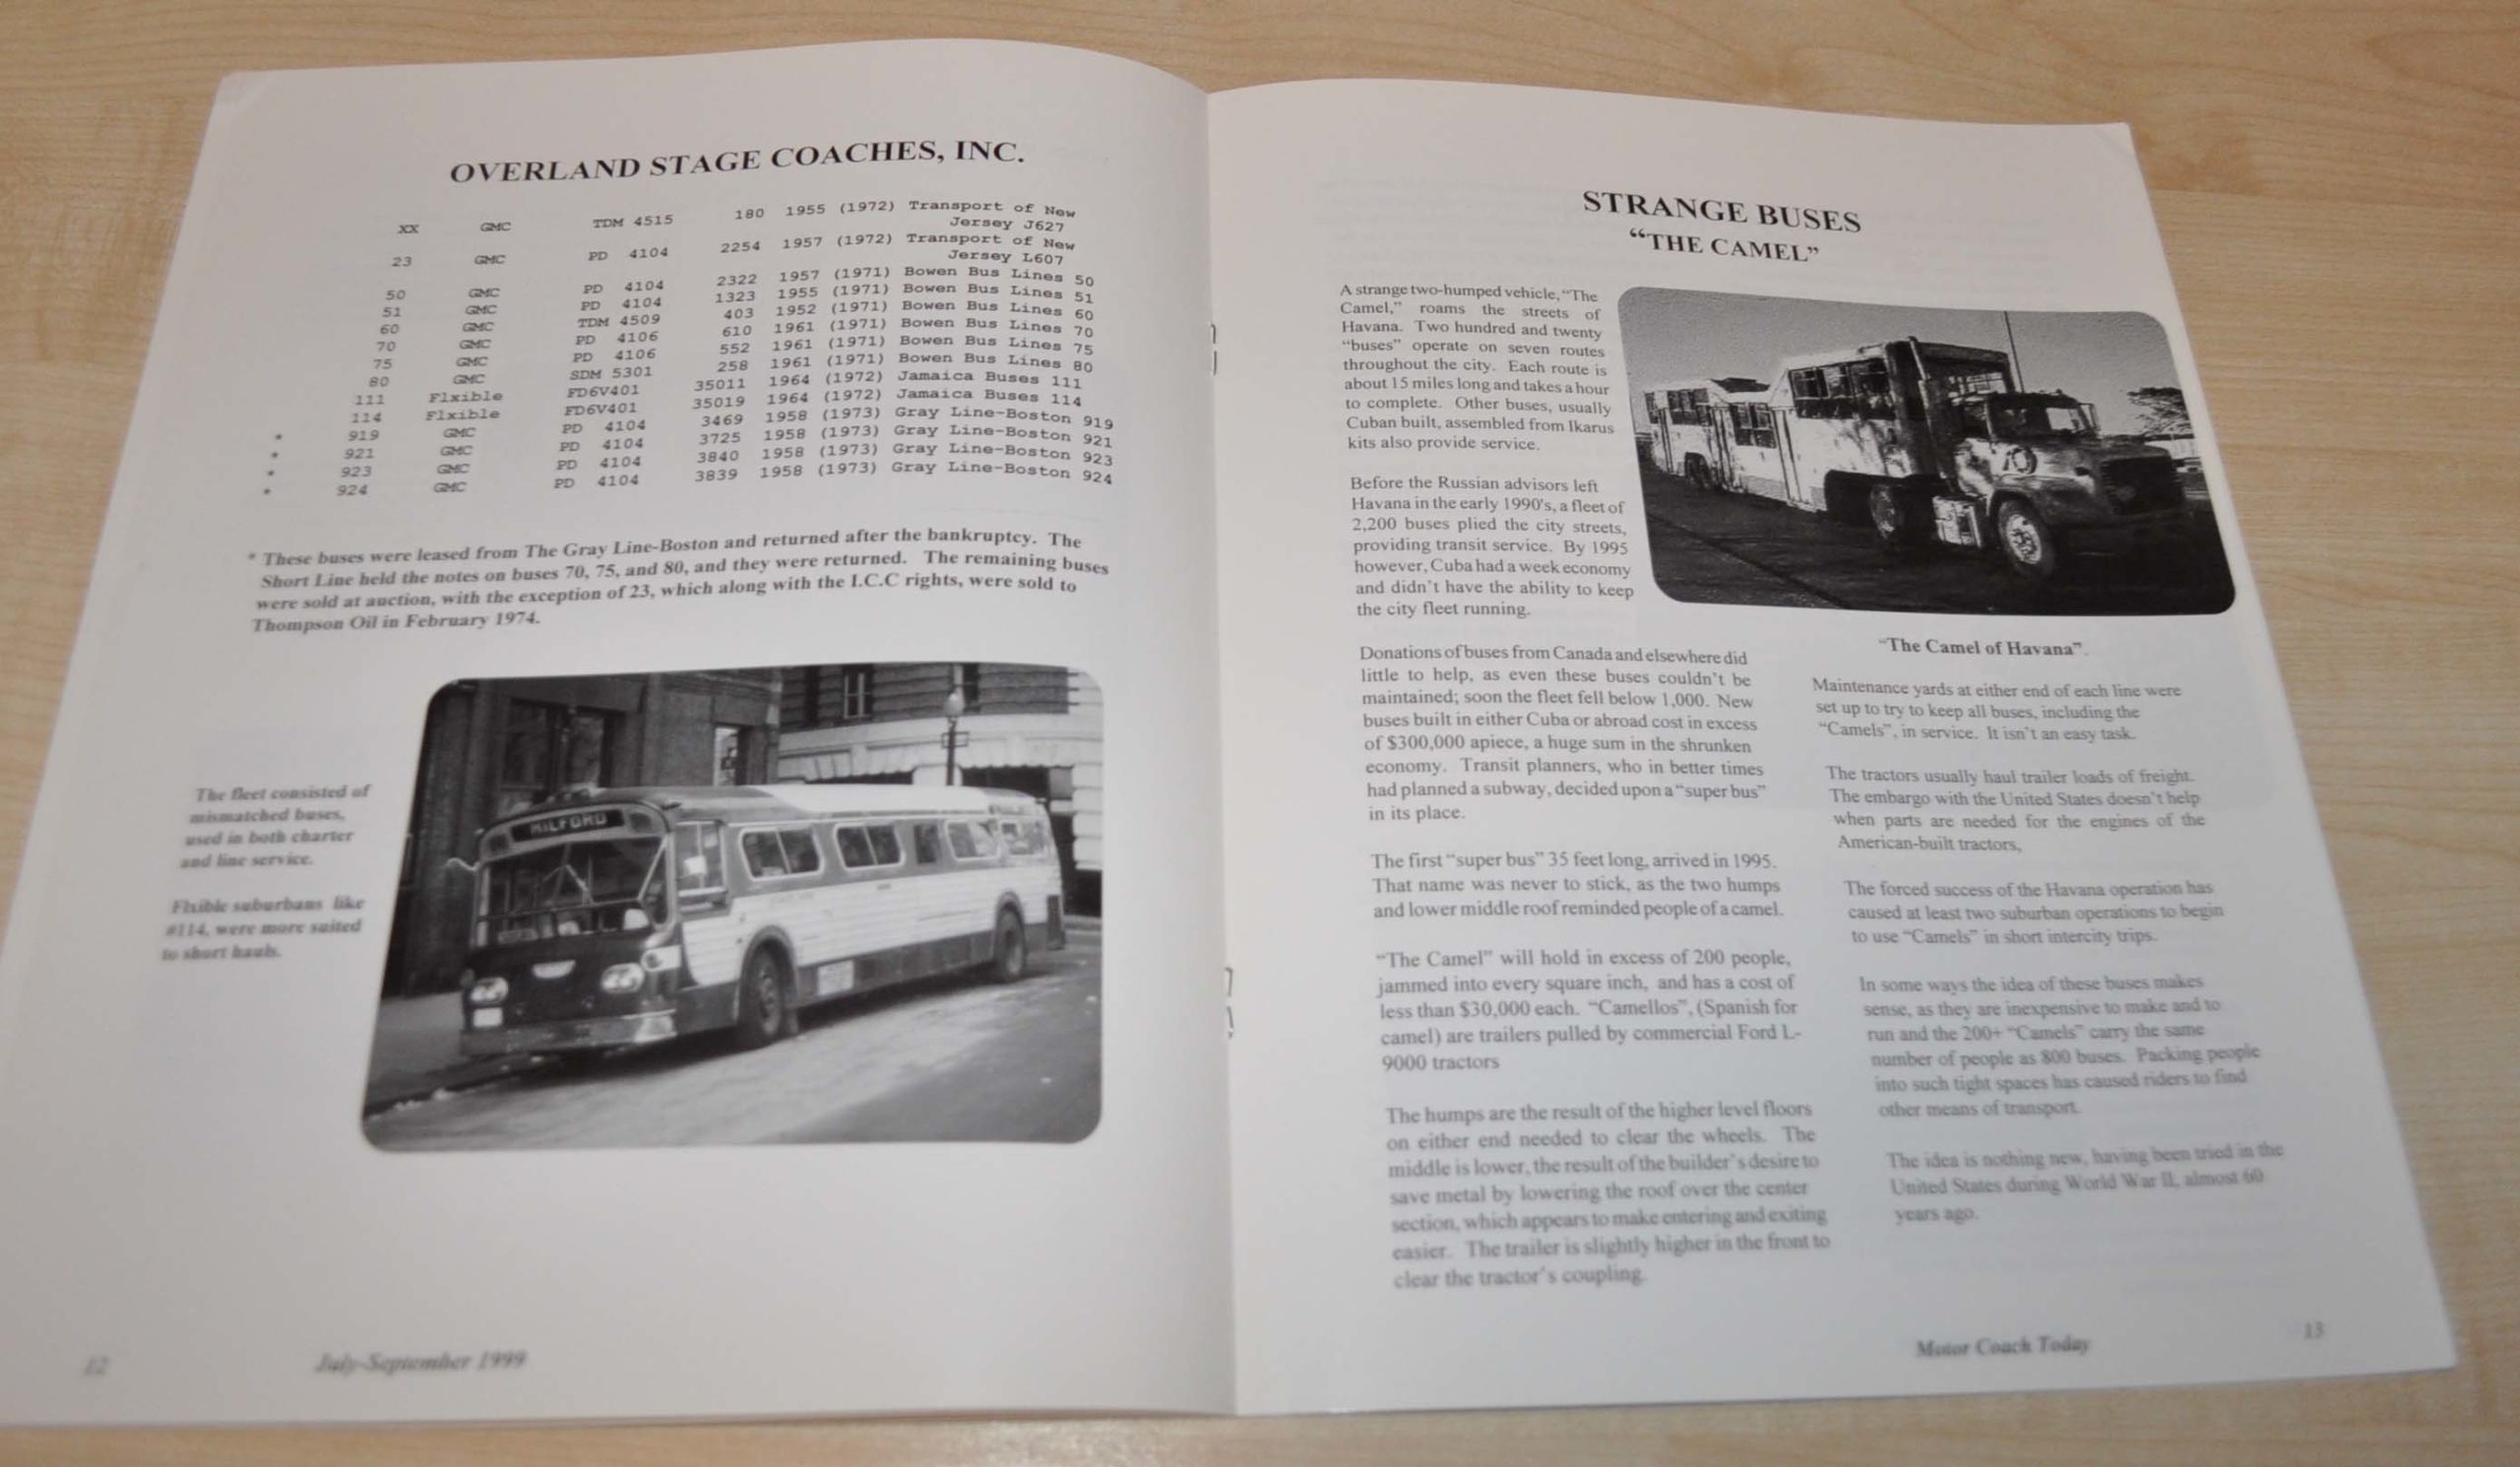 OVERLAND STAGE COACHES, INC.
XX GMC TDM 4515 180 1955 (1972) Transport of New
Jersey J627
23 GMC PD 4104 2254 1957 (1972) Transport of New
Jersey L607
50 GMC PD 4104 2322 1957 (1971) Bowen Bus Lines 50
51 GMC PD 4104 1323 1955 (1971) Bowen Bus Lines 51
60 GMC TDM 4509 403 1952 (1971) Bowen Bus Lines 60
70 GMC PD 4106 610 1961 (1971) Bowen Bus Lines 70
75 GMC PD 4106 552 1961 (1971) Bowen Bus Lines 75
80 GMC SDM 5301 258 1961 (1971) Bowen Bus Lines 80
111 Flxible FD6V401 35011 1964 (1972) Jamaica Buses 111
114 Flxible FD6V401 35019 1964 (1972) Jamaica Buses 114
* 919 GMC PD 4104 3469 1958 (1973) Gray Line-Boston 919
* 921 GMC PD 4104 3725 1958 (1973) Gray Line-Boston 921
* 923 GMC PD 4104 3840 1958 (1973) Gray Line-Boston 923
* 924 GMC PD 4104 3839 1958 (1973) Gray Line-Boston 924
* These buses were leased from The Gray Line-Boston and returned after the bankruptcy. The
Short Line held the notes on buses 70, 75, and 80, and they were returned. The remaining buses
were sold at auction, with the exception of 23, which along with the I.C.C rights, were sold to
Thompson Oil in February 1974.
The fleet consisted of
mismatched buses,
used in both charter
and line service.
Flxible suburbans like
#114, were more suited
to short hauls.
MILFORD
12
July-September 1999
STRANGE BUSES
"THE CAMEL"
A strange two-humped vehicle, "The
Camel," roams the streets of
Havana. Two hundred and twenty
"buses" operate on seven routes
throughout the city. Each route is
about 15 miles long and takes a hour
to complete. Other buses, usually
Cuban built, assembled from Ikarus
kits also provide service.
Before the Russian advisors left
Havana in the early 1990's, a fleet of
2,200 buses plied the city streets,
providing transit service. By 1995
however, Cuba had a week economy
and didn't have the ability to keep
the city fleet running.
Donations of buses from Canada and elsewhere did
little to help, as even these buses couldn't be
maintained; soon the fleet fell below 1,000. New
buses built in either Cuba or abroad cost in excess
of $300,000 apiece, a huge sum in the shrunken
economy. Transit planners, who in better times
had planned a subway, decided upon a "super bus"
in its place.
The first "super bus" 35 feet long, arrived in 1995.
That name was never to stick, as the two humps
and lower middle roof reminded people of a camel.
"The Camel" will hold in excess of 200 people,
jammed into every square inch, and has a cost of
less than $30,000 each. "Camellos", (Spanish for
camel) are trailers pulled by commercial Ford L-
9000 tractors
The humps are the result of the higher level floors
on either end needed to clear the wheels. The
middle is lower, the result of the builder's desire to
save metal by lowering the roof over the center
section, which appears to make entering and exiting
easier. The trailer is slightly higher in the front to
clear the tractor's coupling.
"The Camel of Havana".
Maintenance yards at either end of each line were
set up to try to keep all buses, including the
"Camels", in service. It isn't an easy task.
The tractors usually haul trailer loads of freight.
The embargo with the United States doesn't help
when parts are needed for the engines of the
American-built tractors,
The forced success of the Havana operation has
caused at least two suburban operations to begin
to use "Camels" in short intercity trips.
In some ways the idea of these buses makes
sense, as they are inexpensive to make and to
run and the 200+ "Camels" carry the same
number of people as 800 buses. Packing people
into such tight spaces has caused riders to find
other means of transport.
The idea is nothing new, having been tried in the
United States during World War II, almost 60
years ago.
Motor Coach Today
13